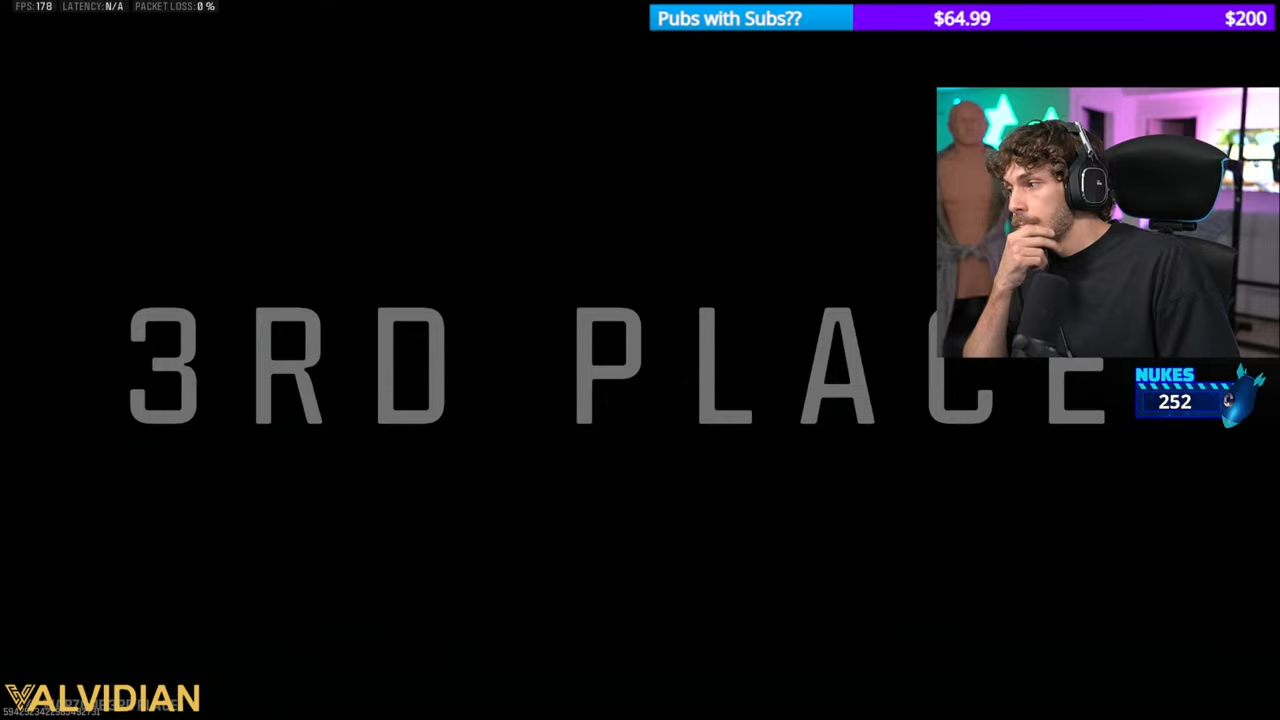 FPS:178 LATENCY:N/A PACKET LOSS:0 %
Pubs with Subs?? $64.99 $200
3RD PLACE
NUKES
252
VALVIDIAN